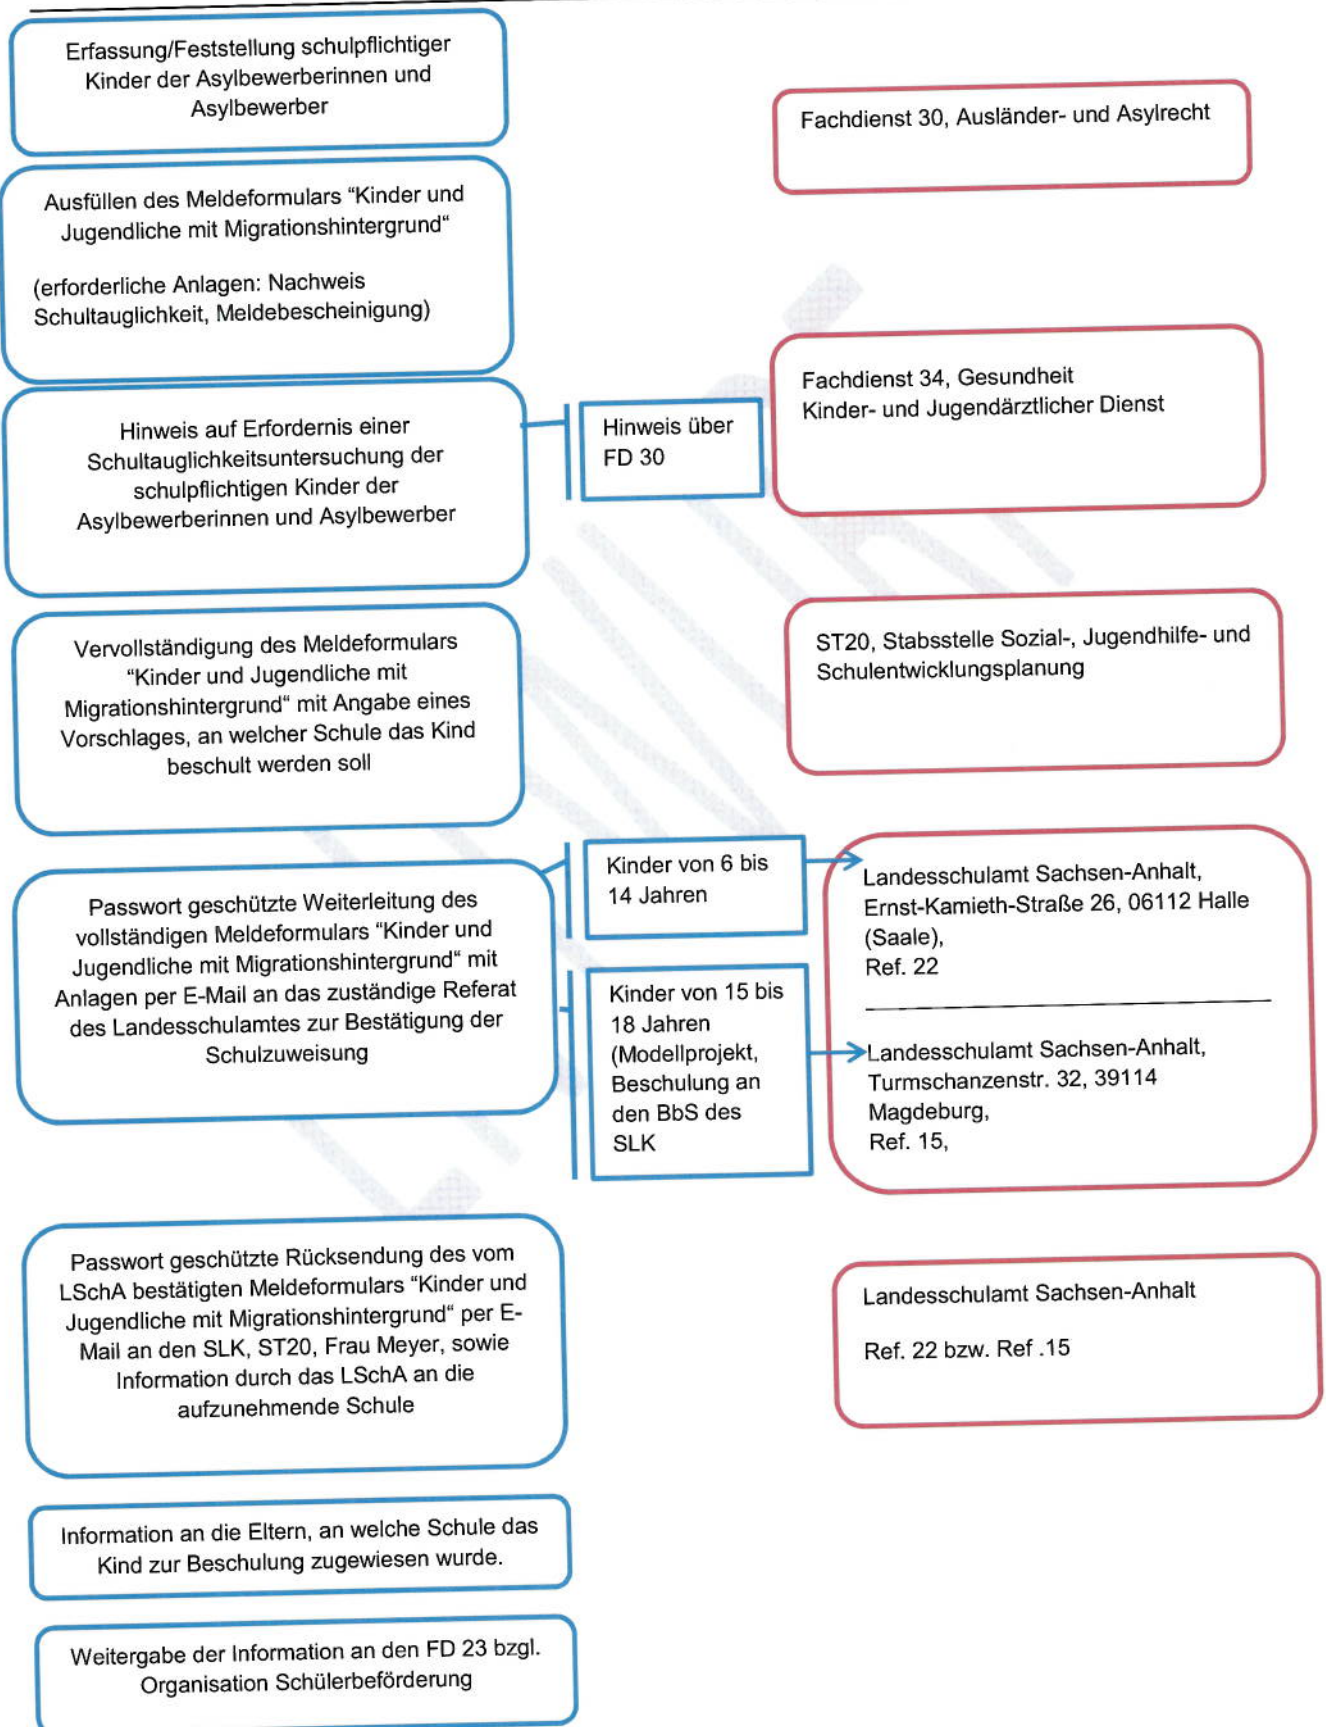 Erfassung/Feststellung schulpflichtiger
Kinder der Asylbewerberinnen und
Asylbewerber
Fachdienst 30, Ausländer- und Asylrecht
Ausfüllen des Meldeformulars “Kinder und
Jugendliche mit Migrationshintergrund“
(erforderliche Anlagen: Nachweis
Schultauglichkeit, Meldebescheinigung)
Hinweis auf Erfordernis einer
Schultauglichkeitsuntersuchung der
schulpflichtigen Kinder der
Asylbewerberinnen und Asylbewerber
Hinweis über
FD 30
Fachdienst 34, Gesundheit
Kinder- und Jugendärztlicher Dienst
Vervollständigung des Meldeformulars
“Kinder und Jugendliche mit
Migrationshintergrund“ mit Angabe eines
Vorschlages, an welcher Schule das Kind
beschult werden soll
ST20, Stabsstelle Sozial-, Jugendhilfe- und
Schulentwicklungsplanung
Passwort geschützte Weiterleitung des
vollständigen Meldeformulars “Kinder und
Jugendliche mit Migrationshintergrund“ mit
Anlagen per E-Mail an das zuständige Referat
des Landesschulamtes zur Bestätigung der
Schulzuweisung
Kinder von 6 bis
14 Jahren
Kinder von 15 bis
18 Jahren
(Modellprojekt,
Beschulung an
den BbS des
SLK
Landesschulamt Sachsen-Anhalt,
Ernst-Kamieth-Straße 26, 06112 Halle
(Saale),
Ref. 22
Landesschulamt Sachsen-Anhalt,
Turmschanzenstr. 32, 39114
Magdeburg,
Ref. 15,
Passwort geschützte Rücksendung des vom
LSchA bestätigten Meldeformulars “Kinder und
Jugendliche mit Migrationshintergrund“ per E-
Mail an den SLK, ST20, Frau Meyer, sowie
Information durch das LSchA an die
aufzunehmende Schule
Landesschulamt Sachsen-Anhalt
Ref. 22 bzw. Ref .15
Information an die Eltern, an welche Schule das
Kind zur Beschulung zugewiesen wurde.
Weitergabe der Information an den FD 23 bzgl.
Organisation Schülerbeförderung